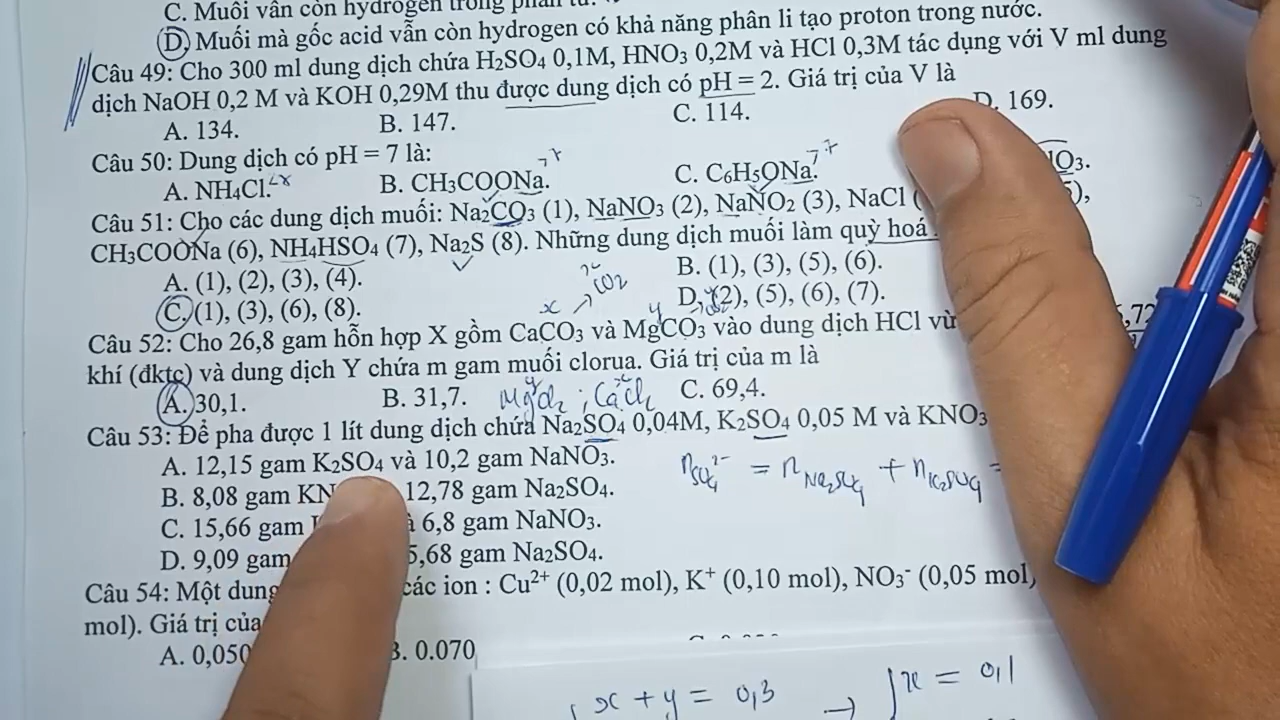 C. Muối vẫn còn hydrogen trong phân tử.
D. Muối mà gốc acid vẫn còn hydrogen có khả năng phân li tạo proton trong nước.
Câu 49: Cho 300 ml dung dịch chứa H₂SO₄ 0,1M, HNO₃ 0,2M và HCl 0,3M tác dụng với V ml dung
dịch NaOH 0,2 M và KOH 0,29M thu được dung dịch có pH = 2. Giá trị của V là
A. 134. B. 147. C. 114. D. 169.
Câu 50: Dung dịch có pH = 7 là:
A. NH₄Cl. B. CH₃COONa. C. C₆H₅ONa.
Câu 51: Cho các dung dịch muối: Na₂CO₃ (1), NaNO₃ (2), NaNO₂ (3), NaCl (
CH₃COONa (6), NH₄HSO₄ (7), Na₂S (8). Những dung dịch muối làm quỳ hoá
A. (1), (2), (3), (4). B. (1), (3), (5), (6).
C. (1), (3), (6), (8). D. (2), (5), (6), (7).
x → CO₂ y
Câu 52: Cho 26,8 gam hỗn hợp X gồm CaCO₃ và MgCO₃ vào dung dịch HCl 6,72
khí (đktc) và dung dịch Y chứa m gam muối clorua. Giá trị của m là
A. 30,1. B. 31,7. MgCl₂ ; CaCl₂ C. 69,4.
Câu 53: Để pha được 1 lít dung dịch chứa Na₂SO₄ 0,04M, K₂SO₄ 0,05 M và KNO₃
A. 12,15 gam K₂SO₄ và 10,2 gam NaNO₃.
n SO₄²⁻ = n Na₂SO₄ + n K₂SO₄ =
B. 8,08 gam KN 12,78 gam Na₂SO₄.
C. 15,66 gam 6,8 gam NaNO₃.
D. 9,09 gam 5,68 gam Na₂SO₄.
Câu 54: Một dung các ion : Cu²⁺ (0,02 mol), K⁺ (0,10 mol), NO₃⁻ (0,05 mol)
mol). Giá trị của
A. 0,050 B. 0.070
x + y = 0,3 → x = 0,1